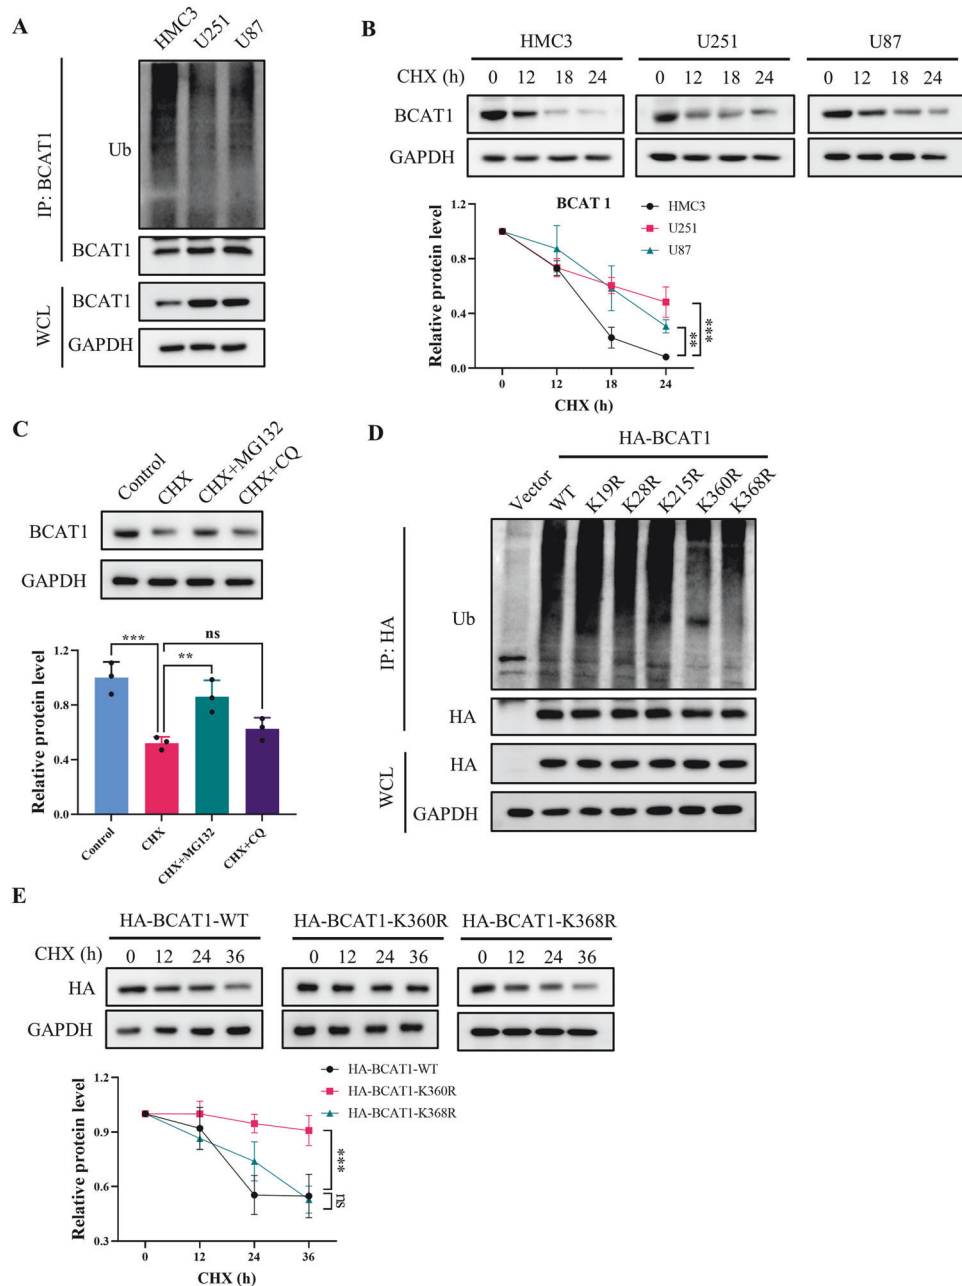 A
HMC3 U251 U87
IP: BCAT1
Ub
BCAT1
WCL
BCAT1
GAPDH
B
HMC3 U251 U87
CHX (h) 0 12 18 24 0 12 18 24 0 12 18 24
BCAT1
GAPDH
BCAT 1
HMC3
U251
U87
Relative protein level
1.2
0.8
0.4
0.0
** ***
0 12 18 24
CHX (h)
C
Control CHX CHX+MG132 CHX+CQ
BCAT1
GAPDH
Relative protein level
1.2
0.8
0.4
0.0
*** ** ns
Control CHX CHX+MG132 CHX+CQ
D
HA-BCAT1
Vector WT K19R K28R K215R K360R K368R
IP: HA
Ub
HA
WCL
HA
GAPDH
E
HA-BCAT1-WT HA-BCAT1-K360R HA-BCAT1-K368R
CHX (h) 0 12 24 36 0 12 24 36 0 12 24 36
HA
GAPDH
HA-BCAT1-WT
HA-BCAT1-K360R
HA-BCAT1-K368R
Relative protein level
1.2
0.9
0.6
0.3
***
ns
0 12 24 36
CHX (h)